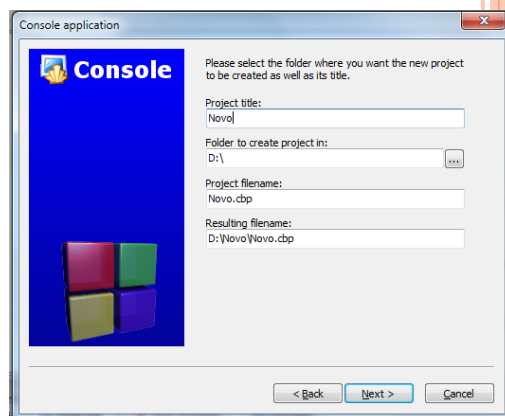 Console application
Console
Please select the folder where you want the new project
to be created as well as its title.
Project title:
Novo
Folder to create project in:
D:\
...
Project filename:
Novo.cbp
Resulting filename:
D:\Novo\Novo.cbp
< Back
Next >
Cancel